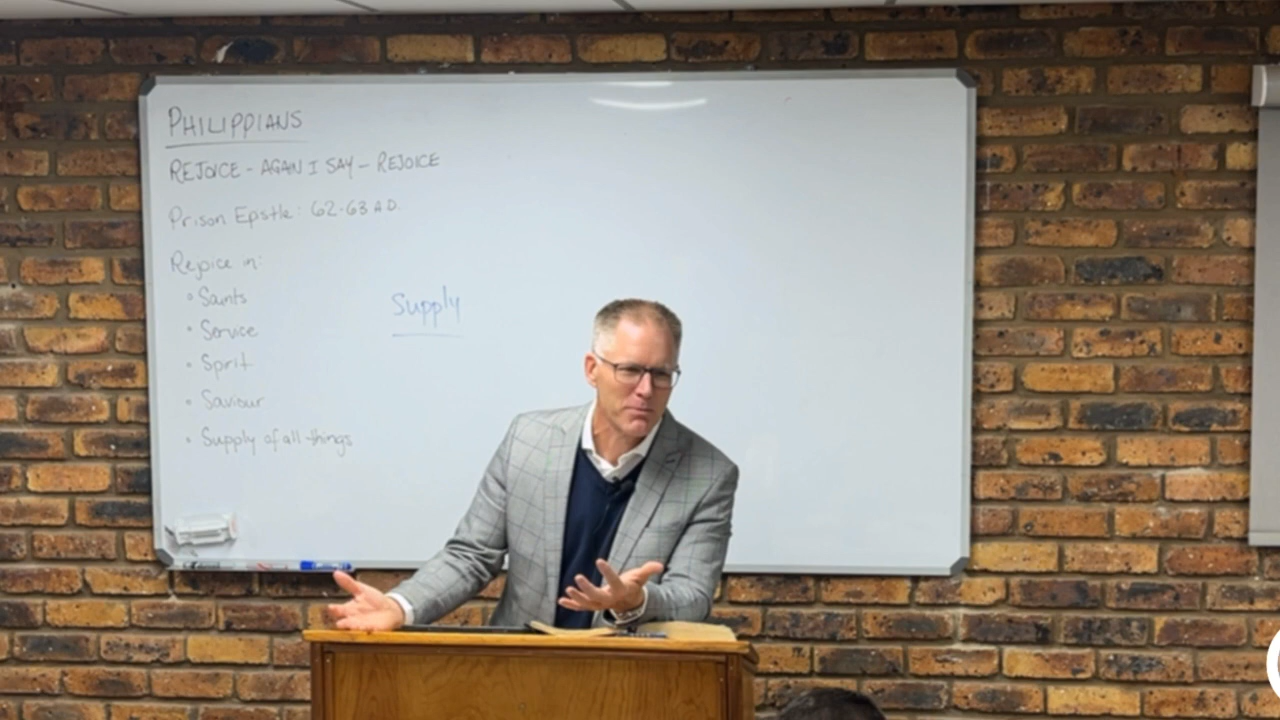 PHILIPPIANS
REJOICE - AGAIN I SAY - REJOICE
Prison Epistle: 62-63 A.D.
Rejoice in:
• Saints
• Service
• Spirit
• Saviour
• Supply of all things
Supply